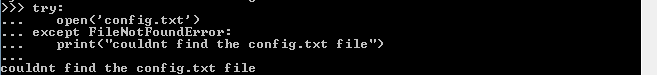 >>> try:
...     open('config.txt')
... except FileNotFoundError:
...     print("couldnt find the config.txt file")
...
couldnt find the config.txt file